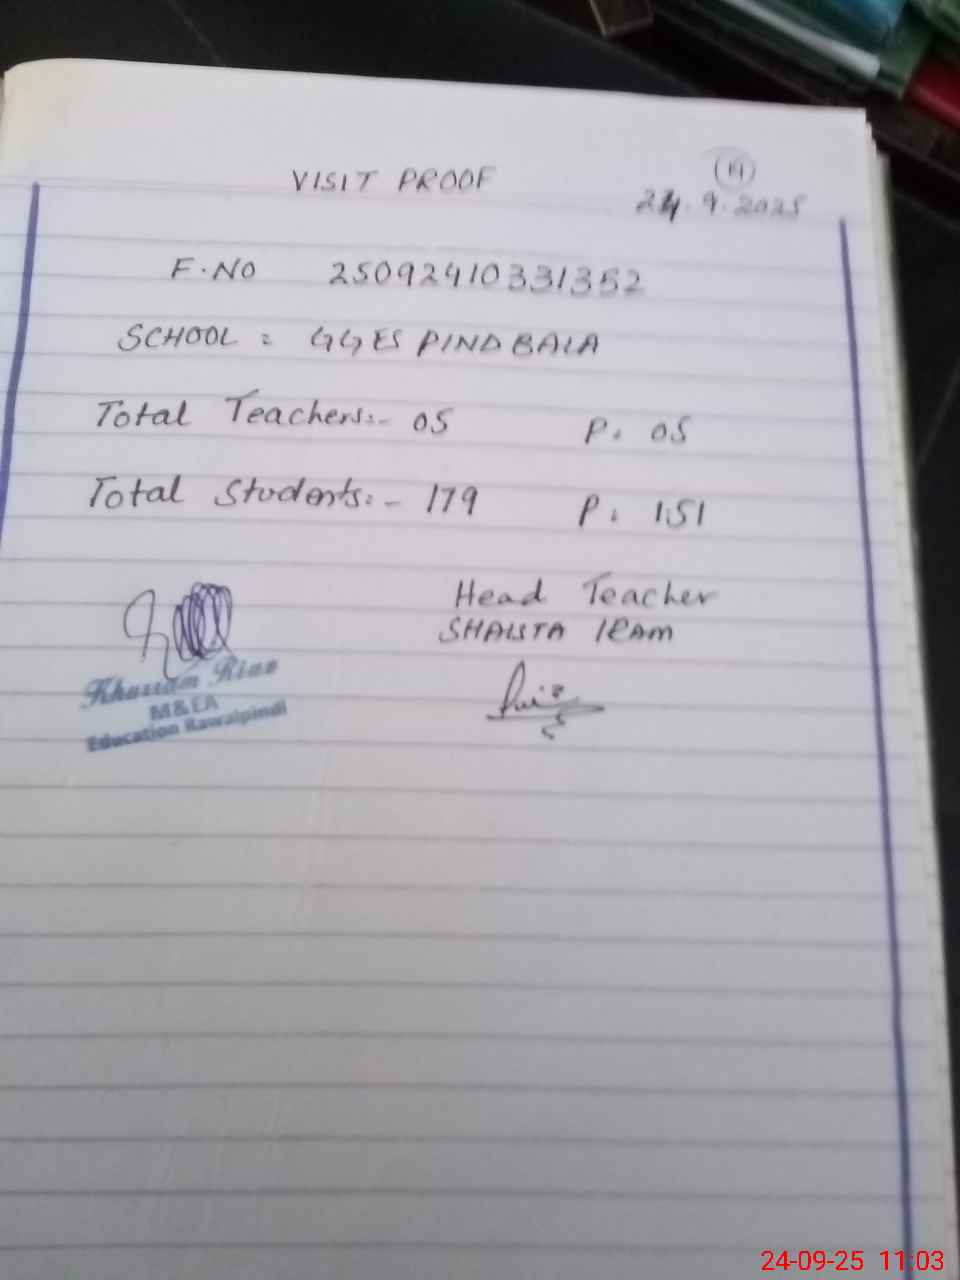 (11)
VISIT PROOF
24.9.2025
F.NO 25092410331352
SCHOOL = GGES PIND BALA
Total Teachers:- 05 P. 05
Total Students:- 179 P. 151
Head Teacher
SHAISTA IRAM
Khurram Riaz
M&EA
Education Rawalpindi
24-09-25 11:03